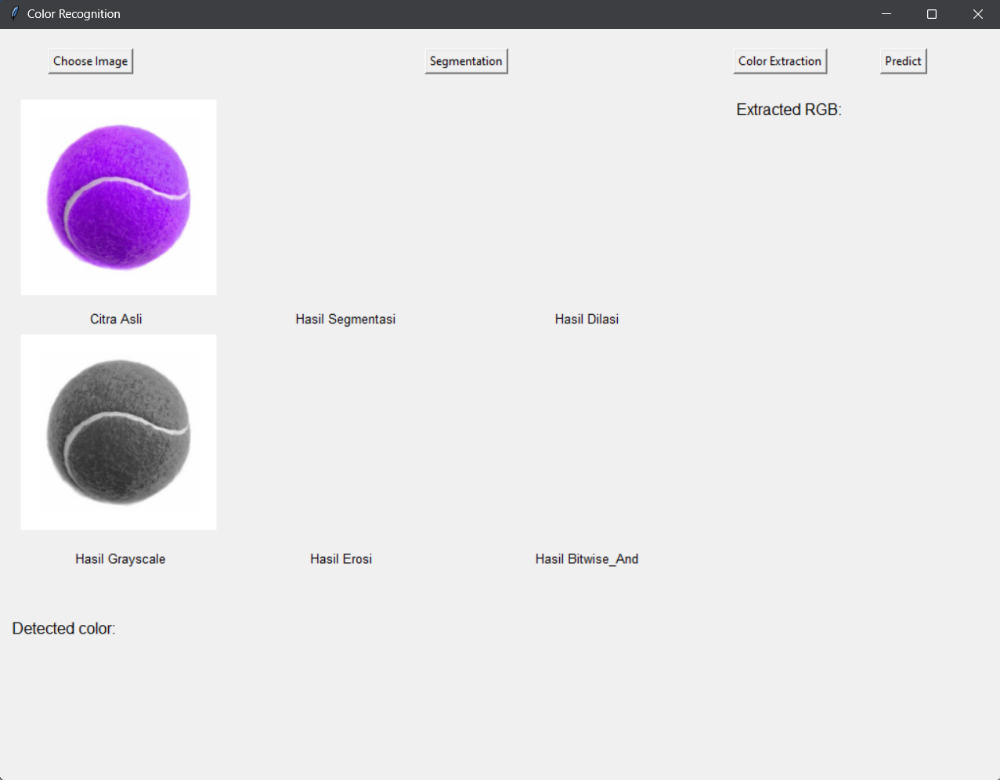 Color Recognition
Choose Image
Segmentation
Color Extraction
Predict
Extracted RGB:
Citra Asli
Hasil Segmentasi
Hasil Dilasi
Hasil Grayscale
Hasil Erosi
Hasil Bitwise_And
Detected color: